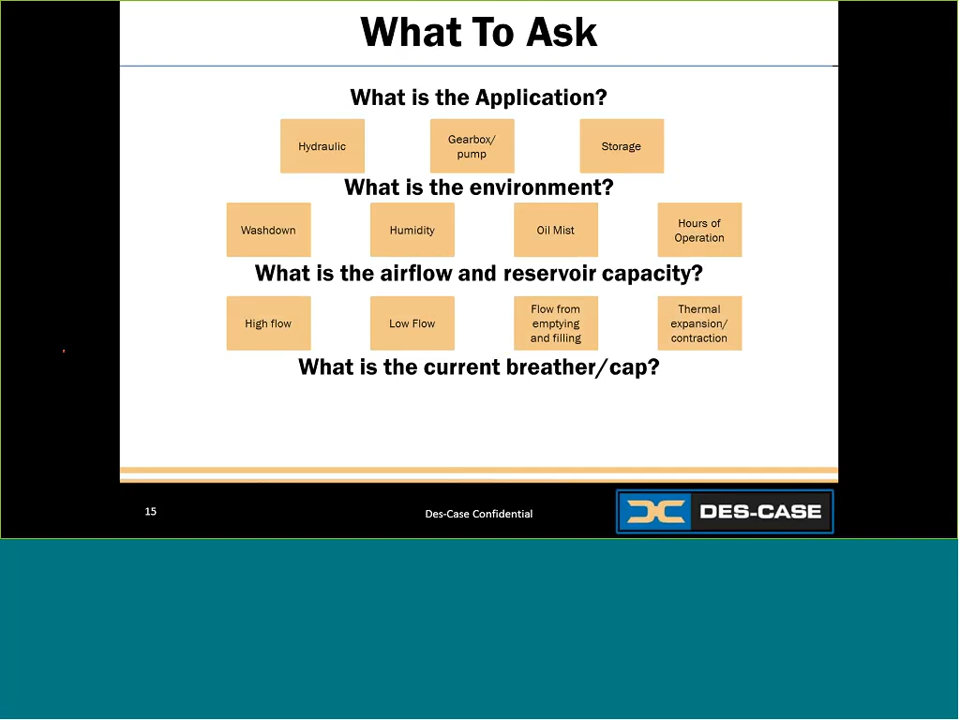 What To Ask
What is the Application?
Hydraulic
Gearbox/
pump
Storage
What is the environment?
Washdown
Humidity
Oil Mist
Hours of
Operation
What is the airflow and reservoir capacity?
High flow
Low Flow
Flow from
emptying
and filling
Thermal
expansion/
contraction
What is the current breather/cap?
15
Des-Case Confidential
DES-CASE